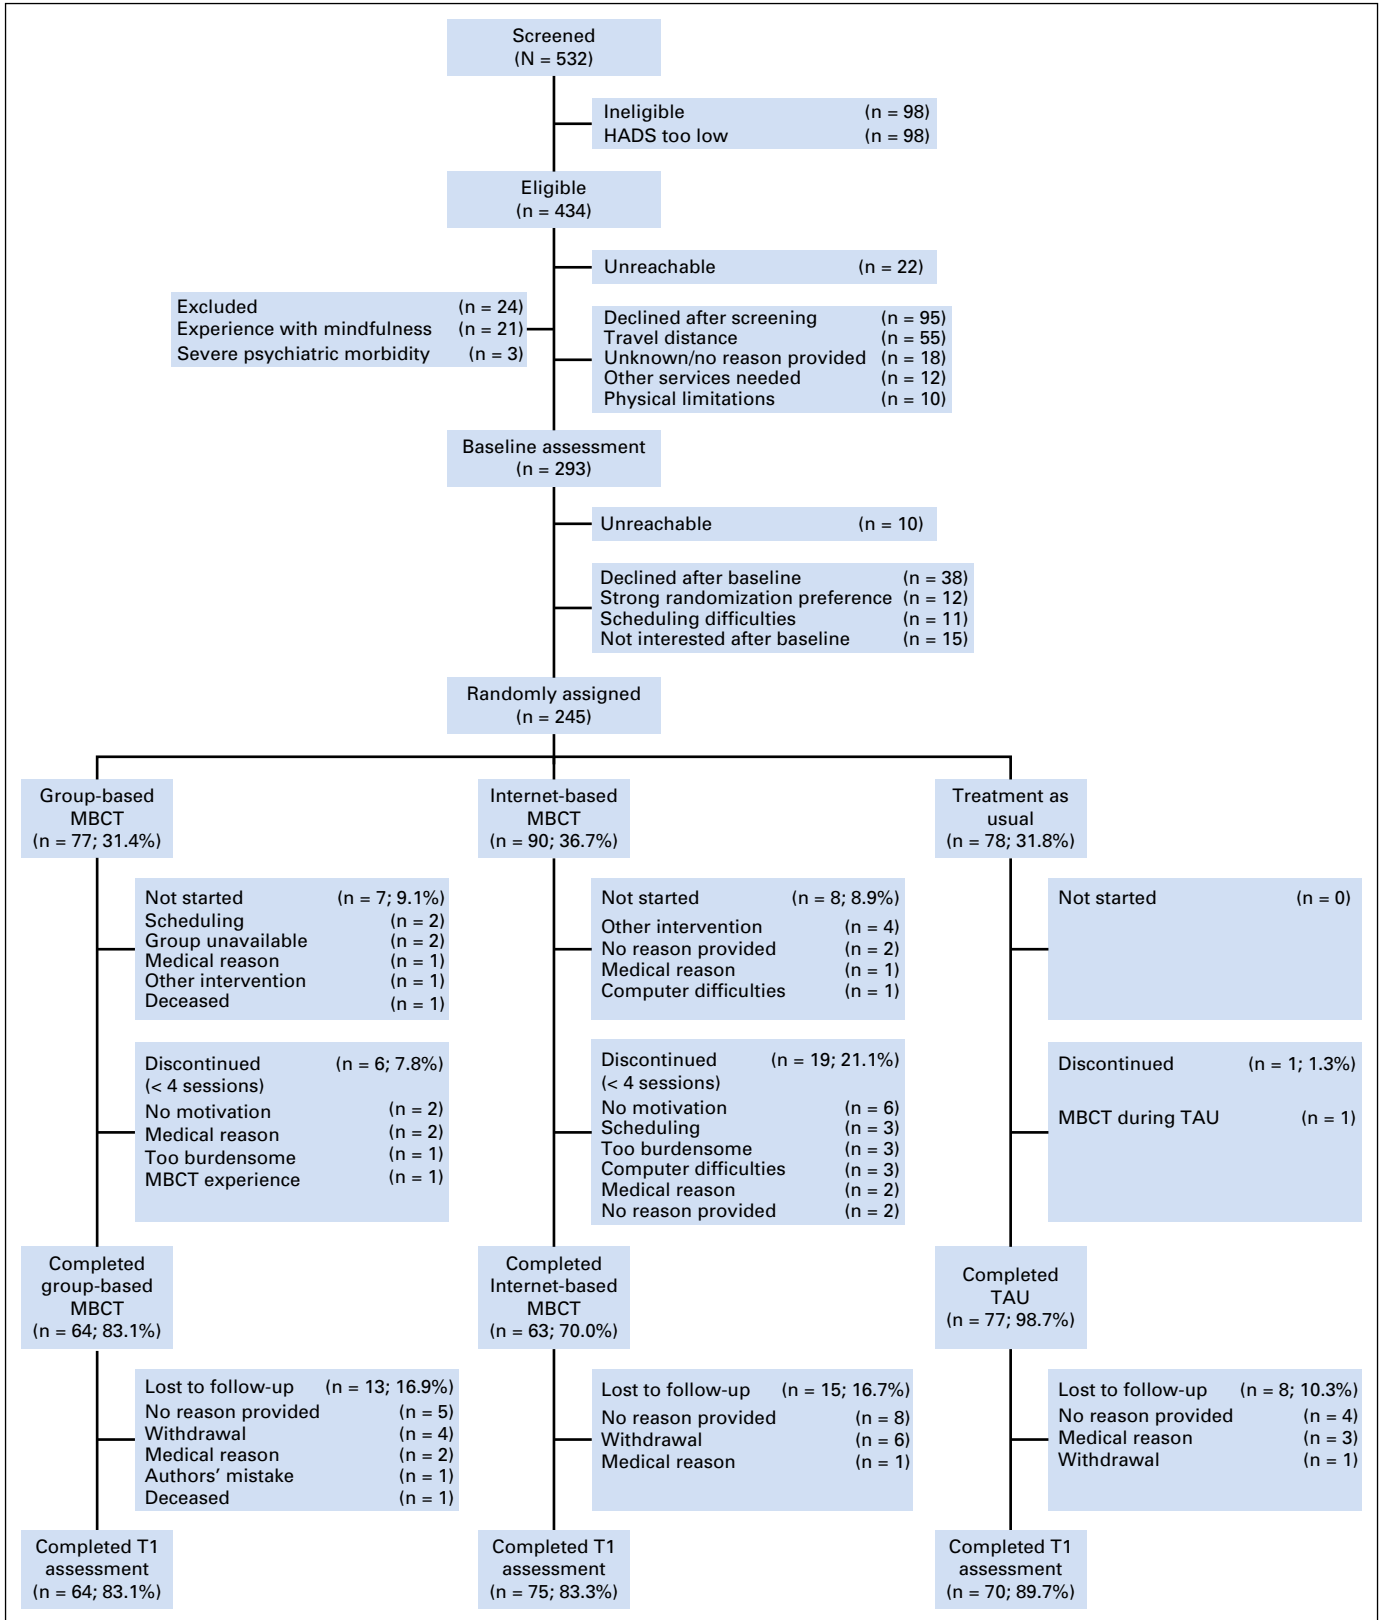 Screened
(N = 532)
Ineligible (n = 98)
HADS too low (n = 98)
Eligible
(n = 434)
Unreachable (n = 22)
Excluded (n = 24)
Experience with mindfulness (n = 21)
Severe psychiatric morbidity (n = 3)
Declined after screening (n = 95)
Travel distance (n = 55)
Unknown/no reason provided (n = 18)
Other services needed (n = 12)
Physical limitations (n = 10)
Baseline assessment
(n = 293)
Unreachable (n = 10)
Declined after baseline (n = 38)
Strong randomization preference (n = 12)
Scheduling difficulties (n = 11)
Not interested after baseline (n = 15)
Randomly assigned
(n = 245)
Group-based
MBCT
(n = 77; 31.4%)
Internet-based
MBCT
(n = 90; 36.7%)
Treatment as
usual
(n = 78; 31.8%)
Not started (n = 7; 9.1%)
Scheduling (n = 2)
Group unavailable (n = 2)
Medical reason (n = 1)
Other intervention (n = 1)
Deceased (n = 1)
Not started (n = 8; 8.9%)
Other intervention (n = 4)
No reason provided (n = 2)
Medical reason (n = 1)
Computer difficulties (n = 1)
Not started (n = 0)
Discontinued (n = 6; 7.8%)
(< 4 sessions)
No motivation (n = 2)
Medical reason (n = 2)
Too burdensome (n = 1)
MBCT experience (n = 1)
Discontinued (n = 19; 21.1%)
(< 4 sessions)
No motivation (n = 6)
Scheduling (n = 3)
Too burdensome (n = 3)
Computer difficulties (n = 3)
Medical reason (n = 2)
No reason provided (n = 2)
Discontinued (n = 1; 1.3%)
MBCT during TAU (n = 1)
Completed
group-based
MBCT
(n = 64; 83.1%)
Completed
Internet-based
MBCT
(n = 63; 70.0%)
Completed
TAU
(n = 77; 98.7%)
Lost to follow-up (n = 13; 16.9%)
No reason provided (n = 5)
Withdrawal (n = 4)
Medical reason (n = 2)
Authors’ mistake (n = 1)
Deceased (n = 1)
Lost to follow-up (n = 15; 16.7%)
No reason provided (n = 8)
Withdrawal (n = 6)
Medical reason (n = 1)
Lost to follow-up (n = 8; 10.3%)
No reason provided (n = 4)
Medical reason (n = 3)
Withdrawal (n = 1)
Completed T1
assessment
(n = 64; 83.1%)
Completed T1
assessment
(n = 75; 83.3%)
Completed T1
assessment
(n = 70; 89.7%)